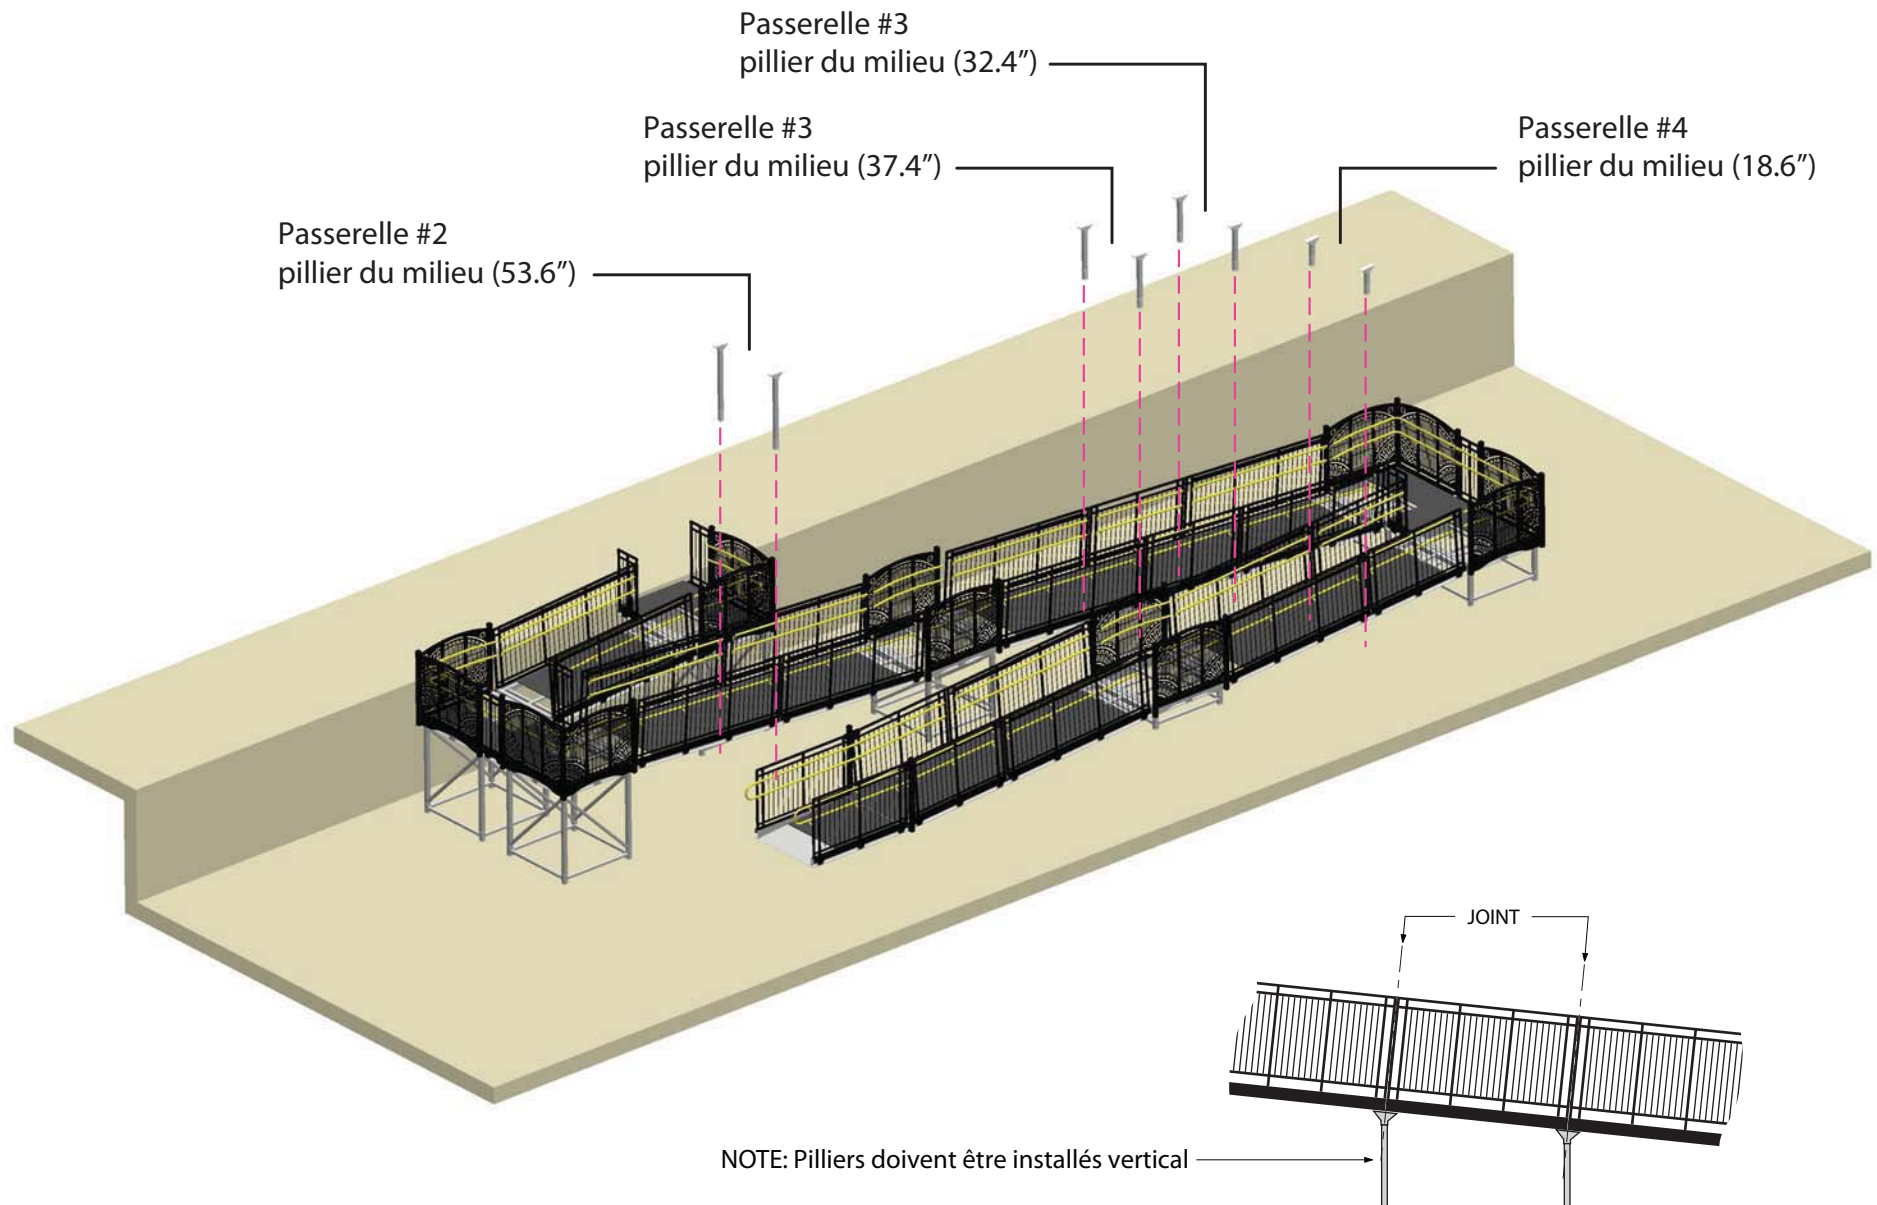 Passerelle #3
pillier du milieu (32.4”)
Passerelle #3
pillier du milieu (37.4”)
Passerelle #4
pillier du milieu (18.6”)
Passerelle #2
pillier du milieu (53.6”)
JOINT
NOTE: Pilliers doivent être installés vertical